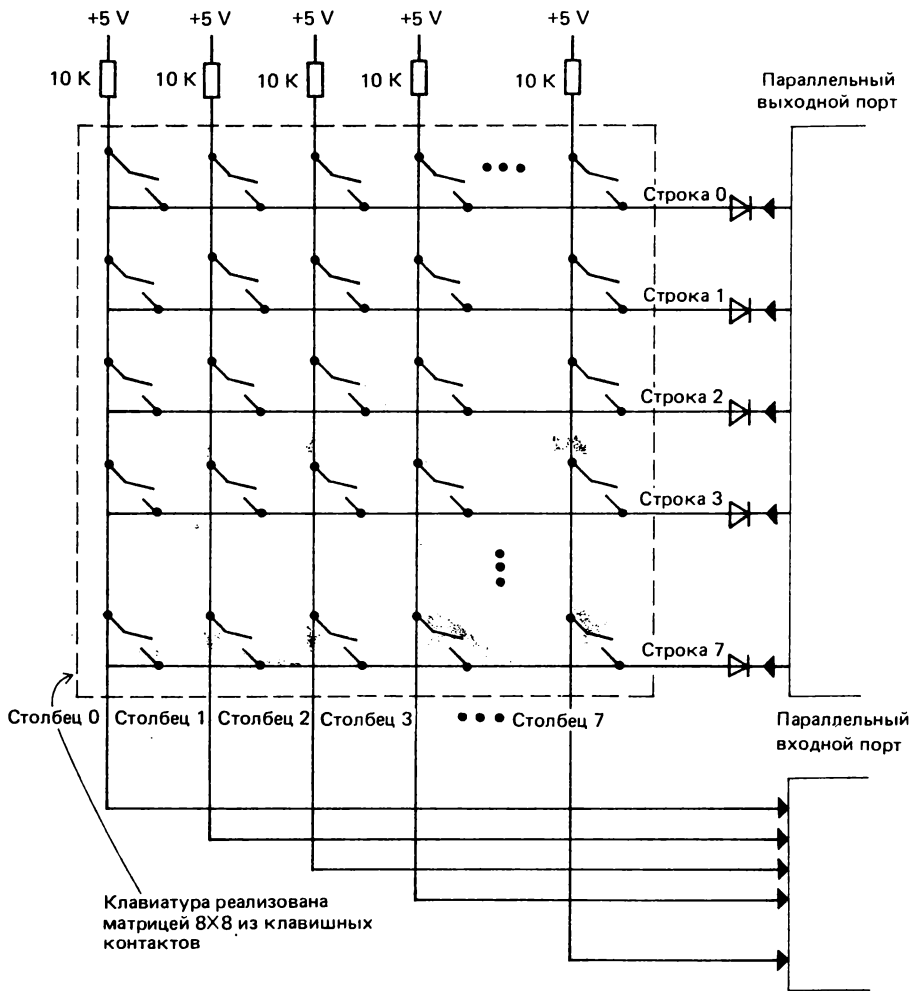 +5 V +5 V +5 V +5 V +5 V
10 К 10 К 10 К 10 К 10 К
Параллельный
выходной порт
Строка 0
Строка 1
Строка 2
Строка 3
Строка 7
Столбец 0 Столбец 1 Столбец 2 Столбец 3 ••• Столбец 7
Параллельный
входной порт
Клавиатура реализована
матрицей 8X8 из клавишных
контактов